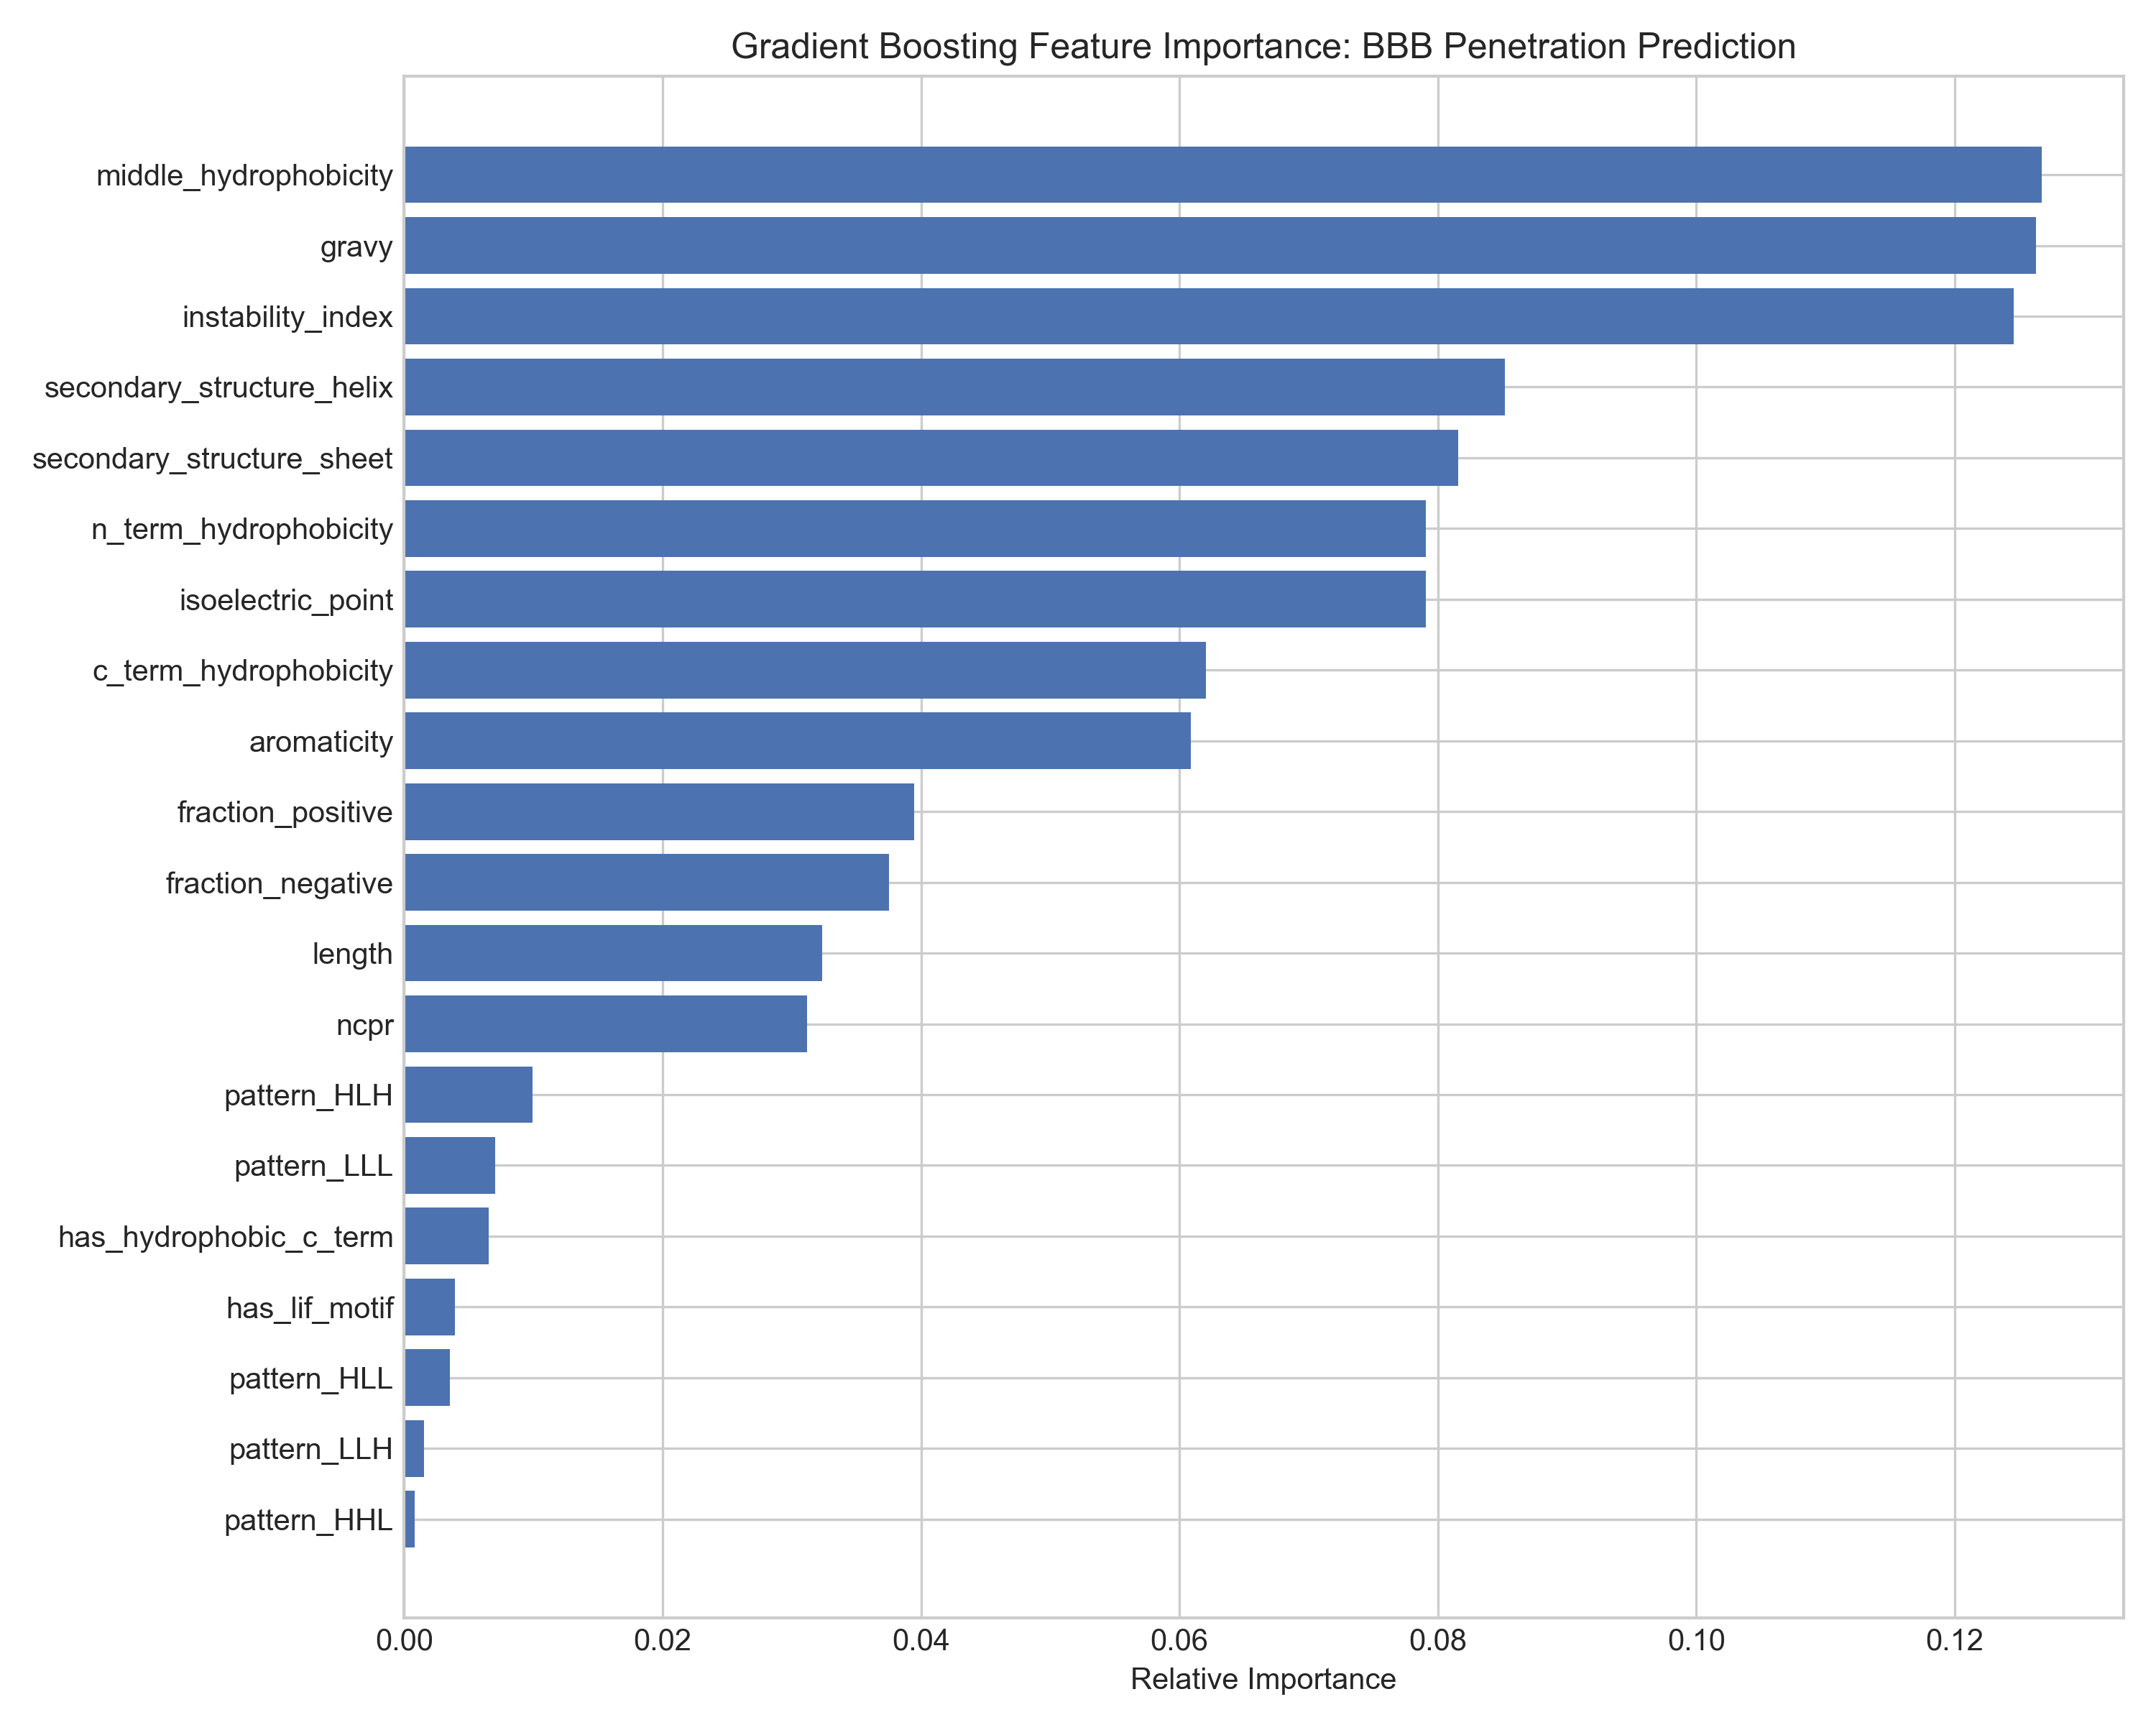 Gradient Boosting Feature Importance: BBB Penetration Prediction
middle_hydrophobicity
gravy
instability_index
secondary_structure_helix
secondary_structure_sheet
n_term_hydrophobicity
isoelectric_point
c_term_hydrophobicity
aromaticity
fraction_positive
fraction_negative
length
ncpr
pattern_HLH
pattern_LLL
has_hydrophobic_c_term
has_lif_motif
pattern_HLL
pattern_LLH
pattern_HHL
0.00 0.02 0.04 0.06 0.08 0.10 0.12
Relative Importance